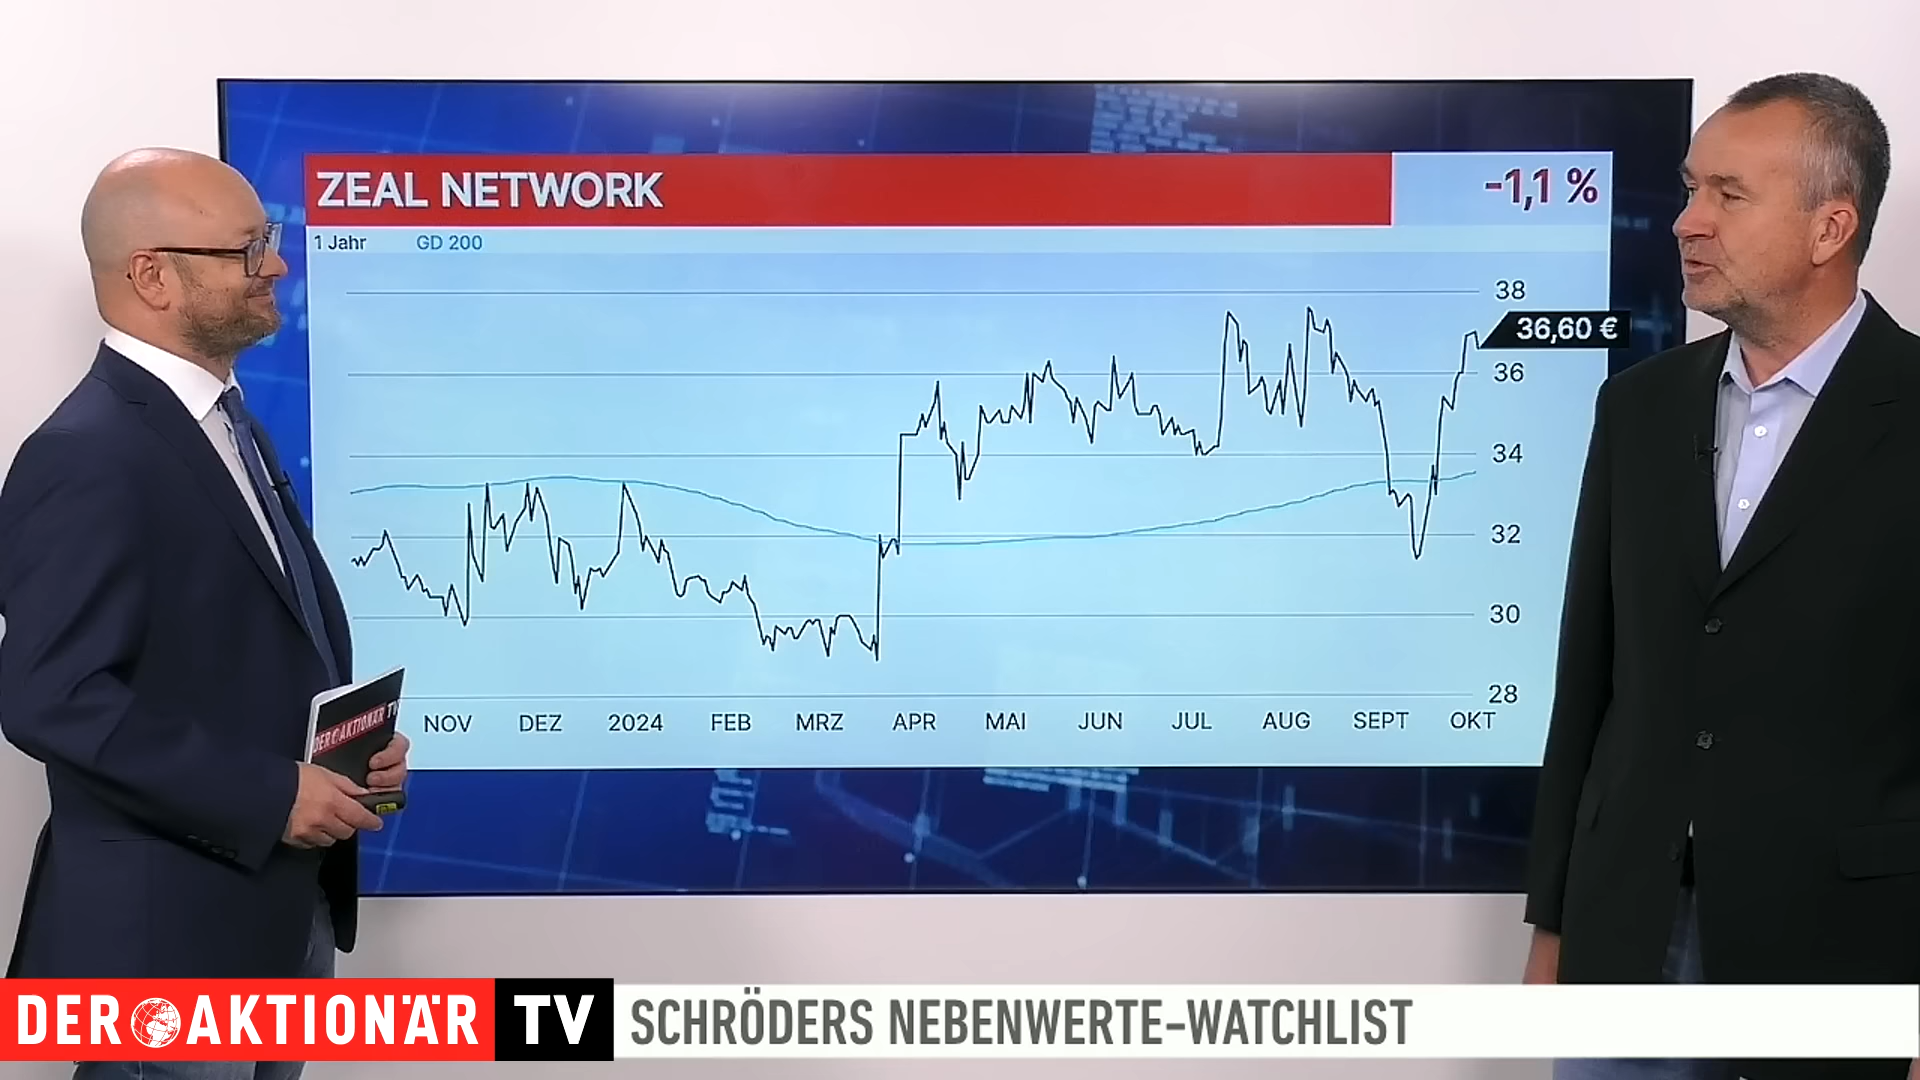 ZEAL NETWORK
-1,1 %
1 Jahr GD 200
38
36,60 €
36
34
32
30
28
NOV DEZ 2024 FEB MRZ APR MAI JUN JUL AUG SEPT OKT
DER AKTIONÄR TV
DER AKTIONÄR TV SCHRÖDERS NEBENWERTE-WATCHLIST